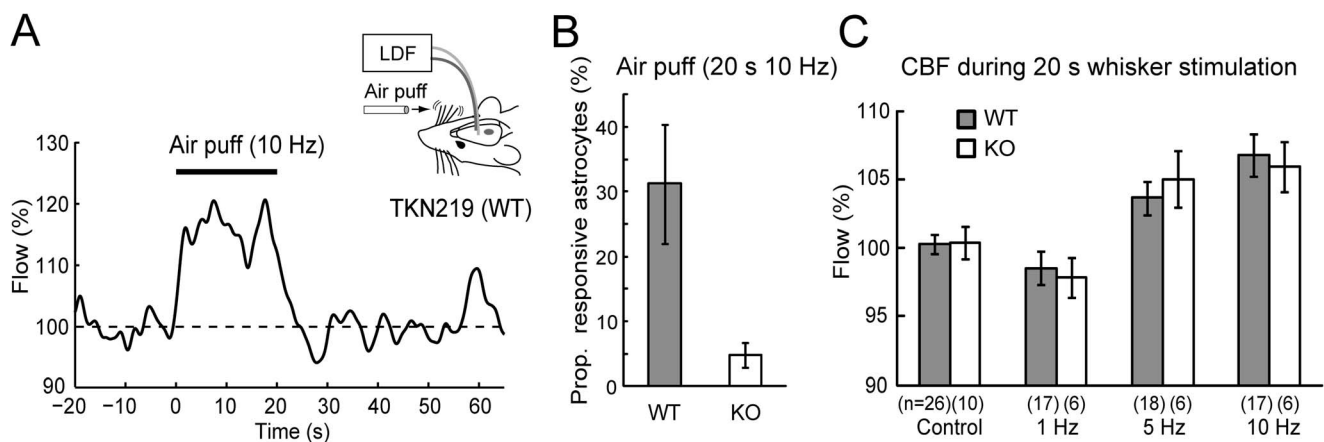 A
LDF
Air puff
Air puff (10 Hz)
TKN219 (WT)
Flow (%)
130
120
110
100
90
−20
−10
0
10
20
30
40
50
60
Time (s)
B
Air puff (20 s 10 Hz)
Prop. responsive astrocytes (%)
40
30
20
10
0
WT
KO
C
CBF during 20 s whisker stimulation
WT
KO
Flow (%)
110
105
100
95
90
(n=26)(10) (17) (6) (18) (6) (17) (6)
Control 1 Hz 5 Hz 10 Hz